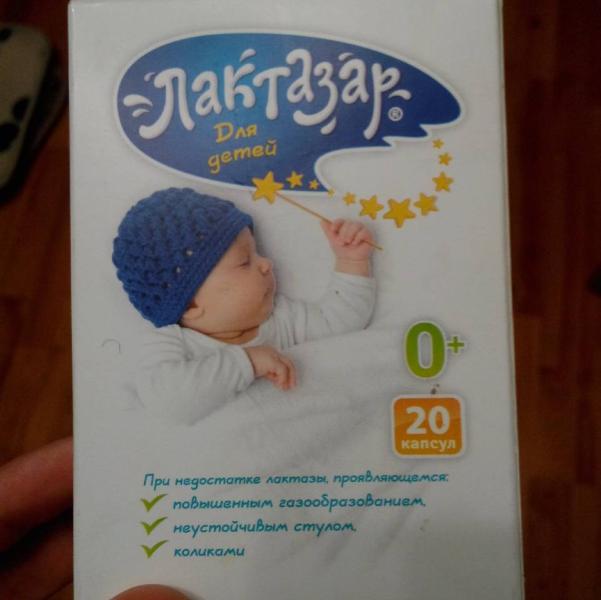 Лактазар®
Для
детей
0+
20
капсул
При недостатке лактазы, проявляющемся:
повышенным газообразованием,
неустойчивым стулом,
коликами